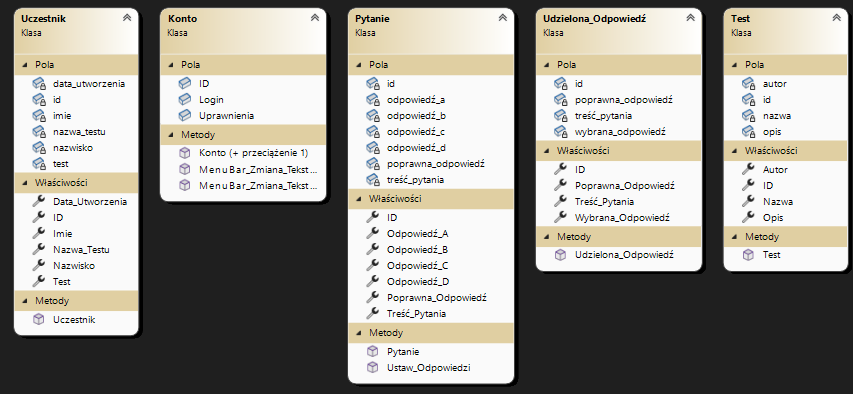 Uczestnik
Klasa
Pola
data_utworzenia
id
imie
nazwa_testu
nazwisko
test
Właściwości
Data_Utworzenia
ID
Imie
Nazwa_Testu
Nazwisko
Test
Metody
Uczestnik
Konto
Klasa
Pola
ID
Login
Uprawnienia
Metody
Konto (+ przeciążenie 1)
MenuBar_Zmiana_Tekst...
MenuBar_Zmiana_Tekst...
Pytanie
Klasa
Pola
id
odpowiedź_a
odpowiedź_b
odpowiedź_c
odpowiedź_d
poprawna_odpowiedź
treść_pytania
Właściwości
ID
Odpowiedź_A
Odpowiedź_B
Odpowiedź_C
Odpowiedź_D
Poprawna_Odpowiedź
Treść_Pytania
Metody
Pytanie
Ustaw_Odpowiedzi
Udzielona_Odpowiedź
Klasa
Pola
id
poprawna_odpowiedź
treść_pytania
wybrana_odpowiedź
Właściwości
ID
Poprawna_Odpowiedź
Treść_Pytania
Wybrana_Odpowiedź
Metody
Udzielona_Odpowiedź
Test
Klasa
Pola
autor
id
nazwa
opis
Właściwości
Autor
ID
Nazwa
Opis
Metody
Test